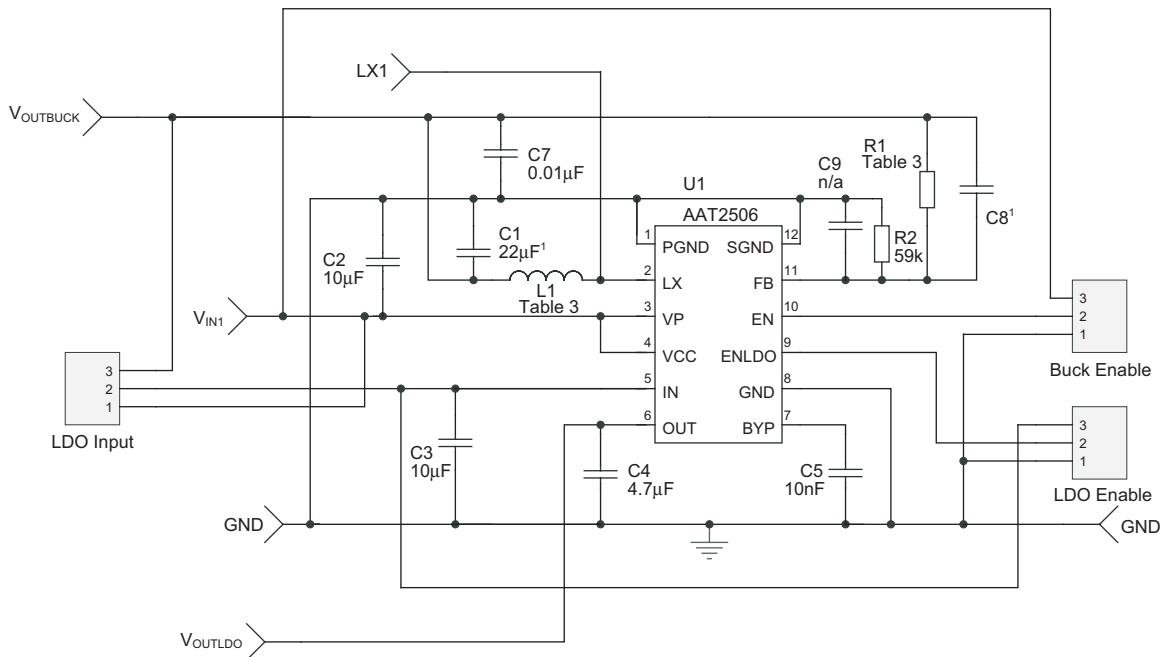 LX1
V_OUTBUCK
C7
0.01μF
R1
Table 3
C9
n/a
U1
AAT2506
C8¹
C1
22μF¹
R2
59k
C2
10μF
L1
Table 3
V_IN1
1
PGND
SGND
12
2
LX
FB
11
3
VP
EN
10
4
VCC
ENLDO
9
5
IN
GND
8
6
OUT
BYP
7
3
2
1
Buck Enable
3
2
1
LDO Input
3
2
1
LDO Enable
C3
10μF
C4
4.7μF
C5
10nF
GND
GND
V_OUTLDO